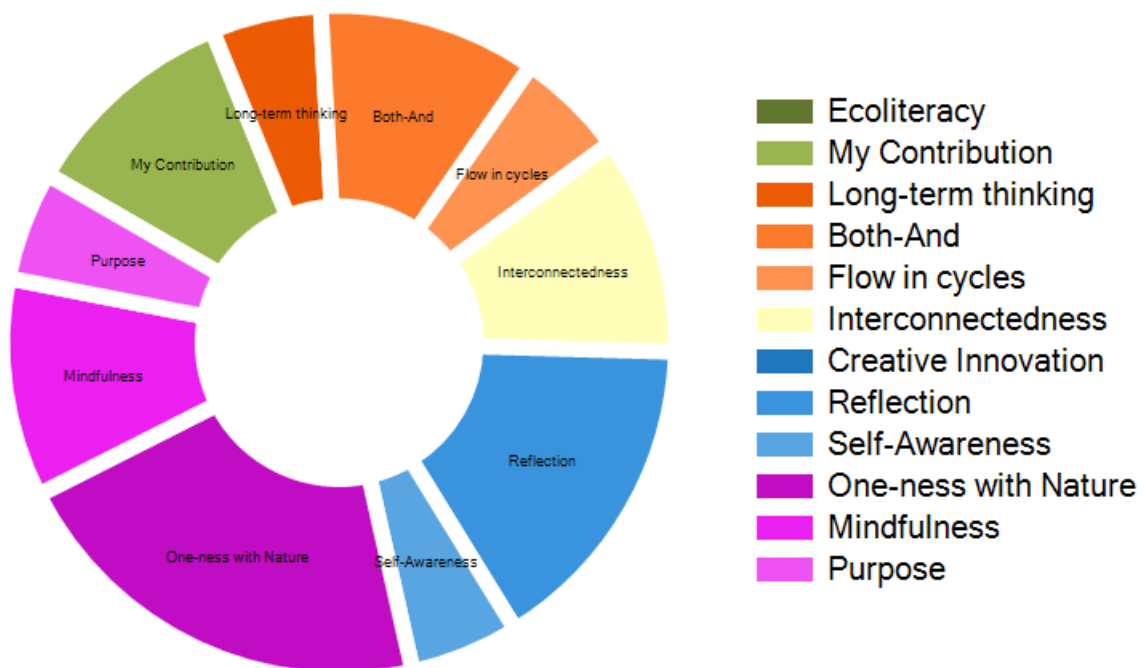 Long-term thinking
Both-And
My Contribution
Flow in cycles
Purpose
Interconnectedness
Mindfulness
Reflection
One-ness with Nature
Self-Awareness
Ecoliteracy
My Contribution
Long-term thinking
Both-And
Flow in cycles
Interconnectedness
Creative Innovation
Reflection
Self-Awareness
One-ness with Nature
Mindfulness
Purpose